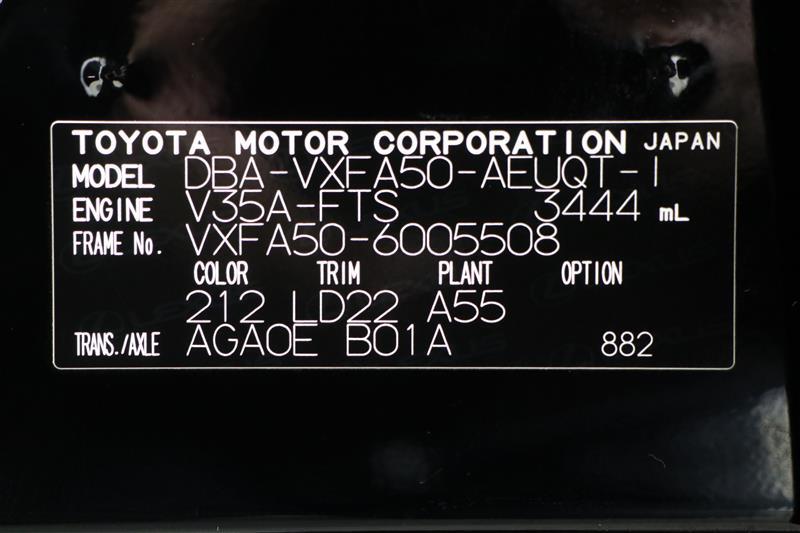 TOYOTA MOTOR CORPORATION JAPAN
MODEL DBA-VXFA50-AEUQT-I
ENGINE V35A-FTS 3444 mL
FRAME No. VXFA50-6005508
COLOR TRIM PLANT OPTION
212 LD22 A55
TRANS./AXLE AGA0E B01A 882